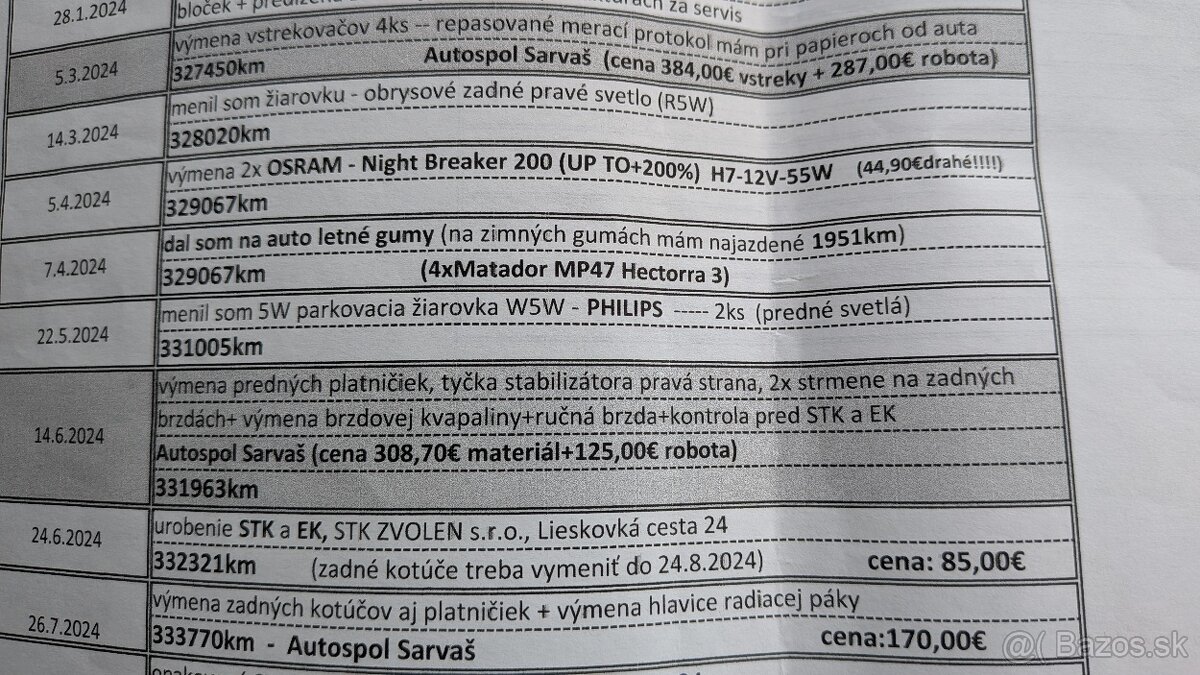 28.1.2024
bloček + za servis
výmena vstrekovačov 4ks -- repasované merací protokol mám pri papieroch od auta
5.3.2024
327450km Autospol Sarvaš (cena 384,00€ vstreky + 287,00€ robota)
menil som žiarovku - obrysové zadné pravé svetlo (R5W)
14.3.2024
328020km
výmena 2x OSRAM - Night Breaker 200 (UP TO+200%) H7-12V-55W (44,90€drahé!!!!)
5.4.2024
329067km
dal som na auto letné gumy (na zimných gumách mám najazdené 1951km)
7.4.2024
329067km (4xMatador MP47 Hectorra 3)
menil som 5W parkovacia žiarovka W5W - PHILIPS ----- 2ks (predné svetlá)
22.5.2024
331005km
výmena predných platničiek, tyčka stabilizátora pravá strana, 2x strmene na zadných
brzdách+ výmena brzdovej kvapaliny+ručná brzda+kontrola pred STK a EK
14.6.2024
Autospol Sarvaš (cena 308,70€ materiál+125,00€ robota)
331963km
urobenie STK a EK, STK ZVOLEN s.r.o., Lieskovká cesta 24
24.6.2024
332321km (zadné kotúče treba vymeniť do 24.8.2024) cena: 85,00€
výmena zadných kotúčov aj platničiek + výmena hlavice radiacej páky
26.7.2024
333770km - Autospol Sarvaš cena:170,00€
@( Bazos.sk